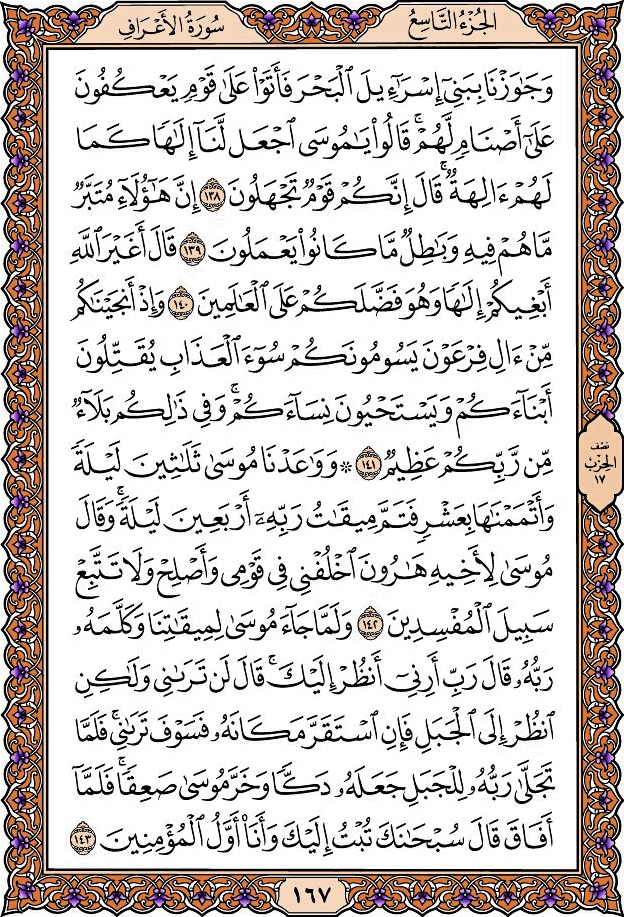 الجُزْءُ التَّاسِعُ
سُورَةُ الأَعْرَافِ
وَجَٰوَزْنَا بِبَنِيٓ إِسْرَٰٓءِيلَ ٱلْبَحْرَ فَأَتَوْا۟ عَلَىٰ قَوْمٍ يَعْكُفُونَ
عَلَىٰٓ أَصْنَامٍ لَّهُمْ ۚ قَالُوا۟ يَٰمُوسَى ٱجْعَل لَّنَآ إِلَٰهًا كَمَا
لَهُمْ ءَالِهَةٌ ۚ قَالَ إِنَّكُمْ قَوْمٌ تَجْهَلُونَ ١٣٨ إِنَّ هَٰٓؤُلَآءِ مُتَبَّرٌ
مَّا هُمْ فِيهِ وَبَٰطِلٌ مَّا كَانُوا۟ يَعْمَلُونَ ١٣٩ قَالَ أَغَيْرَ ٱللَّهِ
أَبْغِيكُمْ إِلَٰهًا وَهُوَ فَضَّلَكُمْ عَلَى ٱلْعَٰلَمِينَ ١٤٠ وَإِذْ أَنجَيْنَٰكُم
مِّنْ ءَالِ فِرْعَوْنَ يَسُومُونَكُمْ سُوٓءَ ٱلْعَذَابِ يُقَتِّلُونَ
أَبْنَآءَكُمْ وَيَسْتَحْيُونَ نِسَآءَكُمْ ۚ وَفِي ذَٰلِكُم بَلَآءٌ
مِّن رَّبِّكُمْ عَظِيمٌ ١٤١ ۞ وَوَٰعَدْنَا مُوسَىٰ ثَلَٰثِينَ لَيْلَةً
وَأَتْمَمْنَٰهَا بِعَشْرٍ فَتَمَّ مِيقَٰتُ رَبِّهِۦٓ أَرْبَعِينَ لَيْلَةً ۚ وَقَالَ
مُوسَىٰ لِأَخِيهِ هَٰرُونَ ٱخْلُفْنِي فِي قَوْمِي وَأَصْلِحْ وَلَا تَتَّبِعْ
سَبِيلَ ٱلْمُفْسِدِينَ ١٤٢ وَلَمَّا جَآءَ مُوسَىٰ لِمِيقَٰتِنَا وَكَلَّمَهُۥ
رَبُّهُۥ قَالَ رَبِّ أَرِنِيٓ أَنظُرْ إِلَيْكَ ۚ قَالَ لَن تَرَىٰنِي وَلَٰكِنِ
ٱنظُرْ إِلَى ٱلْجَبَلِ فَإِنِ ٱسْتَقَرَّ مَكَانَهُۥ فَسَوْفَ تَرَىٰنِي ۚ فَلَمَّا
تَجَلَّىٰ رَبُّهُۥ لِلْجَبَلِ جَعَلَهُۥ دَكًّا وَخَرَّ مُوسَىٰ صَعِقًا ۚ فَلَمَّآ
أَفَاقَ قَالَ سُبْحَٰنَكَ تُبْتُ إِلَيْكَ وَأَنَا۠ أَوَّلُ ٱلْمُؤْمِنِينَ ١٤٣
نصف
الحزب
١٧
١٦٧